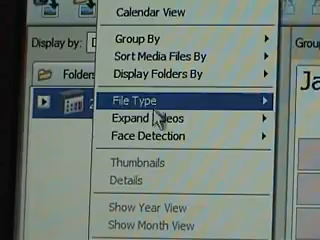 Calendar View
Group By
Display by:
Sort Media Files By
Display Folders By
Folders
File Type
Expand
Face Detection
Thumbnails
Details
Show Year View
Show Month View